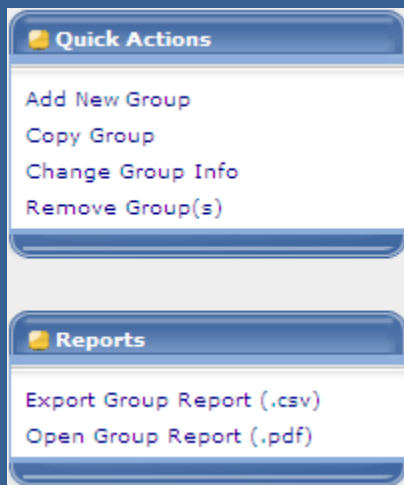 Quick Actions
Add New Group
Copy Group
Change Group Info
Remove Group(s)
Reports
Export Group Report (.csv)
Open Group Report (.pdf)